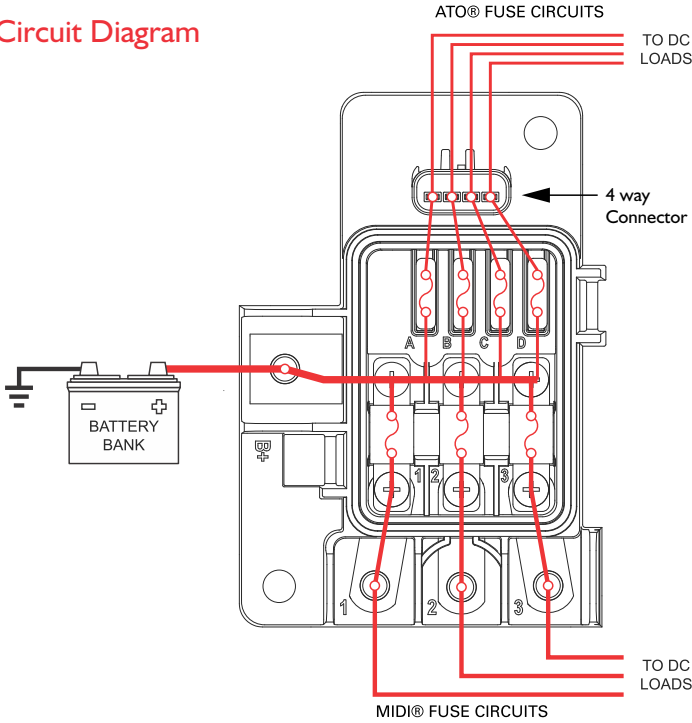 Circuit Diagram
ATO® FUSE CIRCUITS
TO DC
LOADS
4 way
Connector
A B C D
BATTERY
BANK
B+
1 2 3
1 2 3
TO DC
LOADS
MIDI® FUSE CIRCUITS